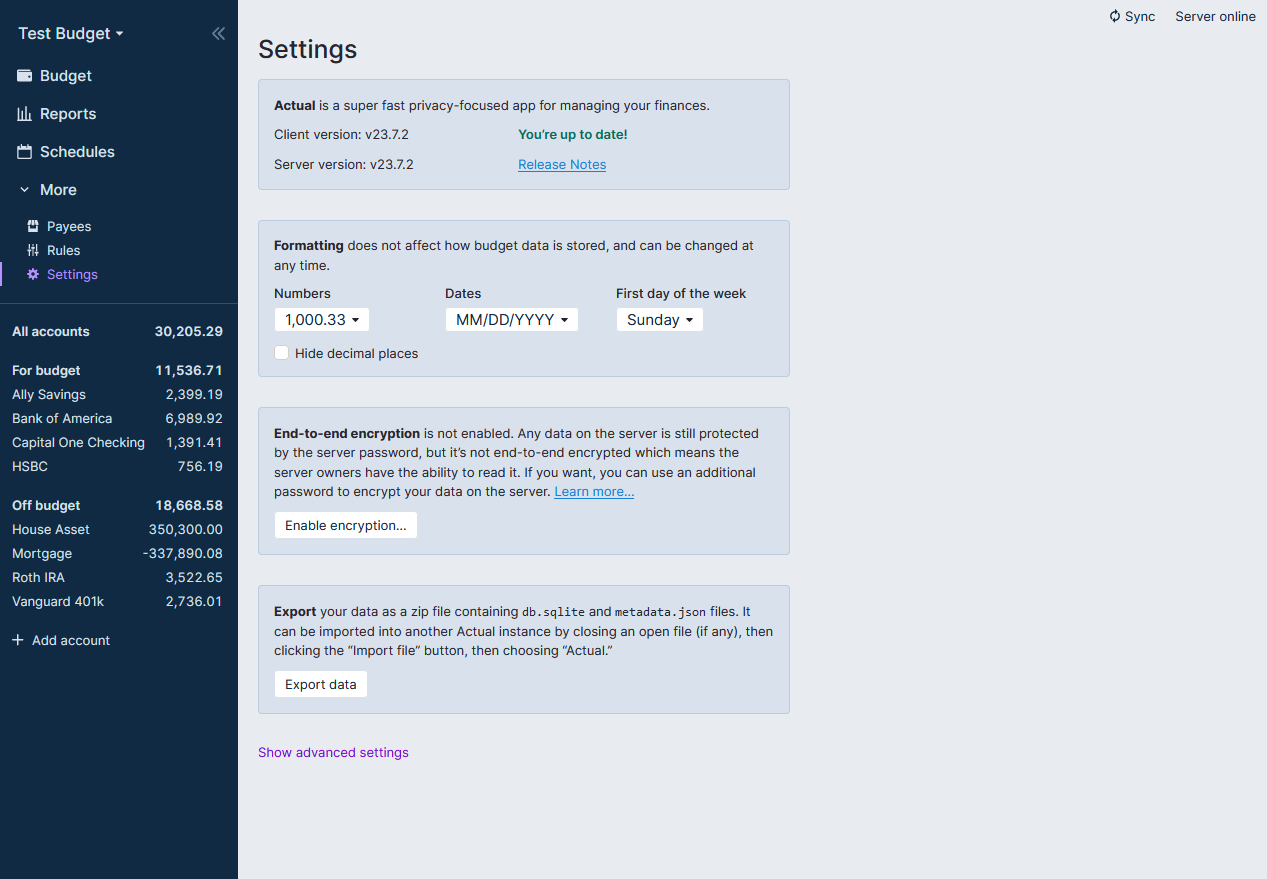 Test Budget
Budget
Reports
Schedules
More
Payees
Rules
Settings
All accounts 30,205.29
For budget 11,536.71
Ally Savings 2,399.19
Bank of America 6,989.92
Capital One Checking 1,391.41
HSBC 756.19
Off budget 18,668.58
House Asset 350,300.00
Mortgage -337,890.08
Roth IRA 3,522.65
Vanguard 401k 2,736.01
Add account
Sync Server online
Settings
Actual is a super fast privacy-focused app for managing your finances.
Client version: v23.7.2 You’re up to date!
Server version: v23.7.2 Release Notes
Formatting does not affect how budget data is stored, and can be changed at
any time.
Numbers Dates First day of the week
1,000.33 MM/DD/YYYY Sunday
Hide decimal places
End-to-end encryption is not enabled. Any data on the server is still protected
by the server password, but it’s not end-to-end encrypted which means the
server owners have the ability to read it. If you want, you can use an additional
password to encrypt your data on the server. Learn more…
Enable encryption…
Export your data as a zip file containing db.sqlite and metadata.json files. It
can be imported into another Actual instance by closing an open file (if any), then
clicking the “Import file” button, then choosing “Actual.”
Export data
Show advanced settings